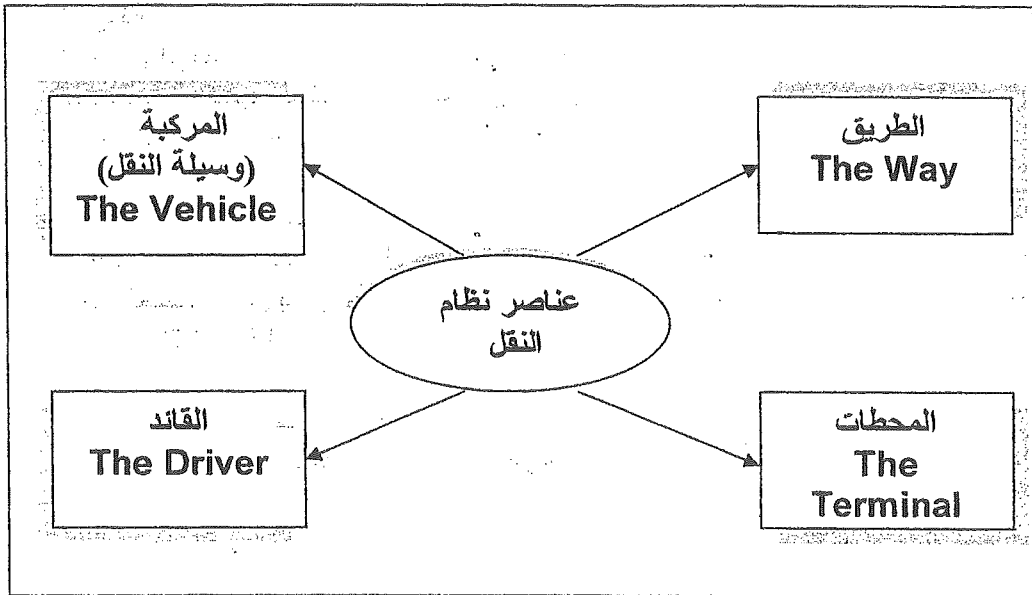 المركبة
(وسيلة النقل)
The Vehicle
الطريق
The Way
عناصر نظام
النقل
القائد
The Driver
المحطات
The
Terminal